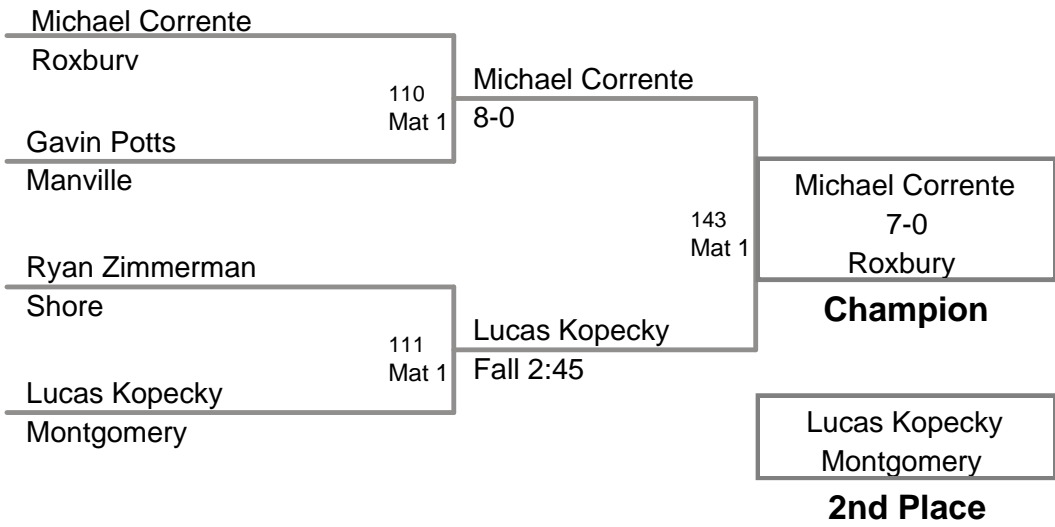 Michael Corrente
Roxbury
110
Mat 1
Michael Corrente
8-0
Gavin Potts
Manville
Michael Corrente
7-0
Roxbury
Champion
143
Mat 1
Ryan Zimmerman
Shore
111
Mat 1
Lucas Kopecky
Fall 2:45
Lucas Kopecky
Montgomery
Lucas Kopecky
Montgomery
2nd Place